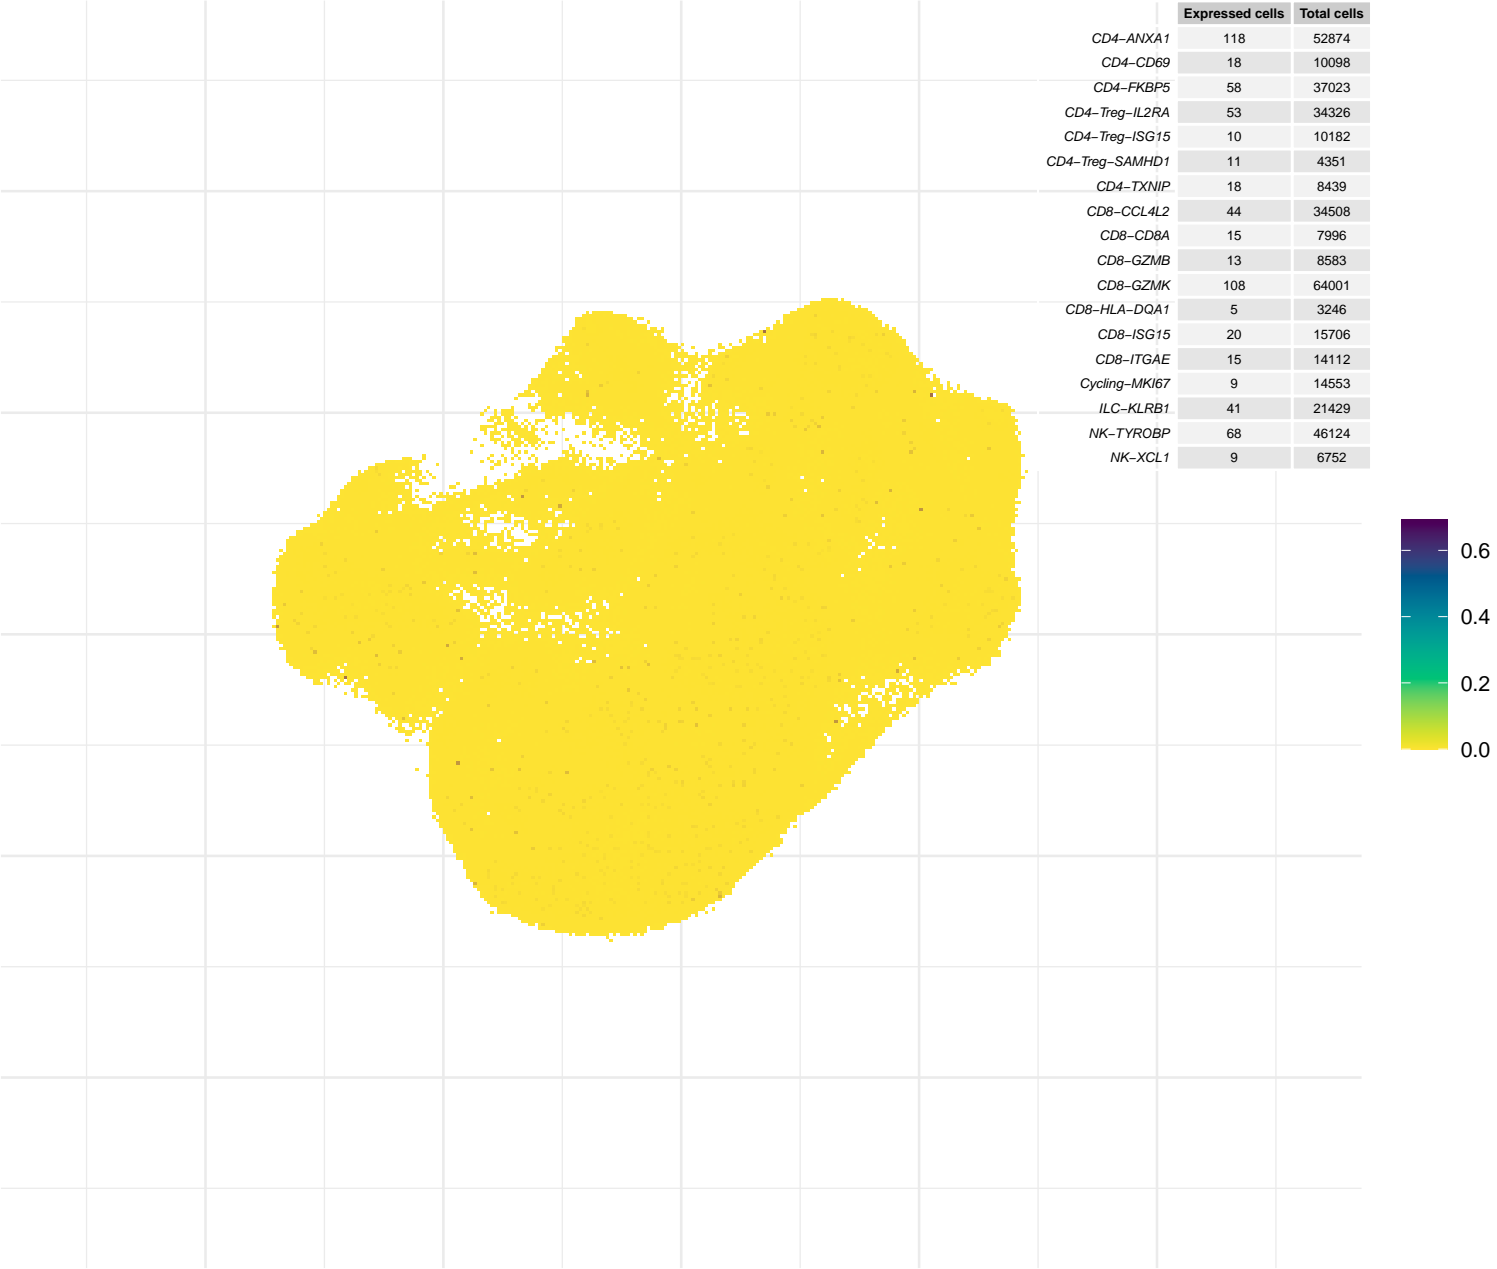 Expressed cells Total cells
CD4−ANXA1 118 52874
CD4−CD69 18 10098
CD4−FKBP5 58 37023
CD4−Treg−IL2RA 53 34326
CD4−Treg−ISG15 10 10182
CD4−Treg−SAMHD1 11 4351
CD4−TXNIP 18 8439
CD8−CCL4L2 44 34508
CD8−CD8A 15 7996
CD8−GZMB 13 8583
CD8−GZMK 108 64001
CD8−HLA−DQA1 5 3246
CD8−ISG15 20 15706
CD8−ITGAE 15 14112
Cycling−MKI67 9 14553
ILC−KLRB1 41 21429
NK−TYROBP 68 46124
NK−XCL1 9 6752
0.6
0.4
0.2
0.0